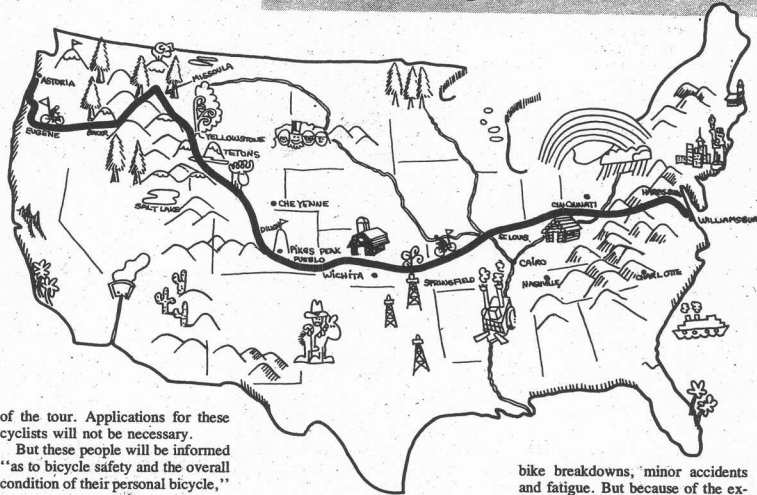 ASTORIA
MISSOULA
EUGENE
BAKER
YELLOWSTONE
TETONS
SALT LAKE
CHEYENNE
DILLON
PIKES PEAK
PUEBLO
WICHITA
SPRINGFIELD
ST. LOUIS
CAIRO
NASHVILLE
CINCINNATI
CHARLOTTE
WILLIAMSBURG
of the tour. Applications for these
cyclists will not be necessary.
But these people will be informed
"as to bicycle safety and the overall
condition of their personal bicycle,"
bike breakdowns, minor accidents
and fatigue. But because of the ex-